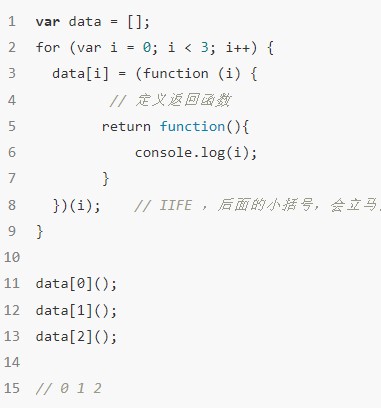 1 var data = [];
2 for (var i = 0; i < 3; i++) {
3 data[i] = (function (i) {
4 // 定义返回函数
5 return function(){
6 console.log(i);
7 }
8 })(i); // IIFE ，后面的小括号，会立马
9 }
10
11 data[0]();
12 data[1]();
13 data[2]();
14
15 // 0 1 2